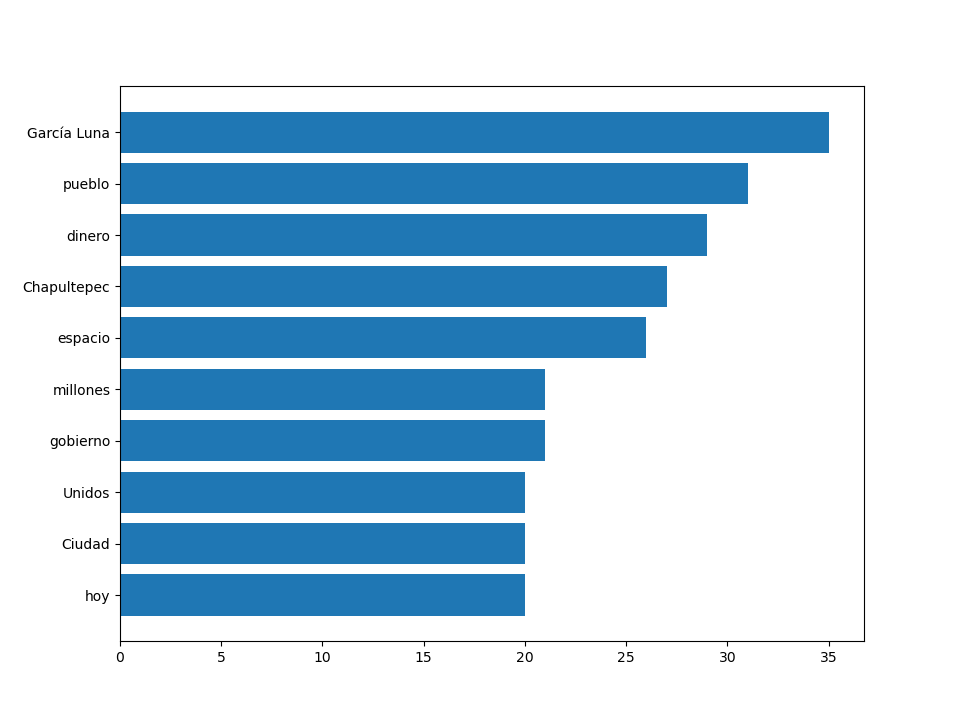 García Luna
pueblo
dinero
Chapultepec
espacio
millones
gobierno
Unidos
Ciudad
hoy
0 5 10 15 20 25 30 35